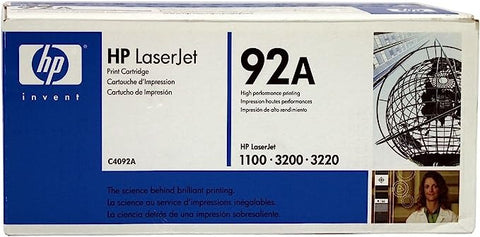 hp
invent
HP LaserJet
Print Cartridge
Cartouche d'Impression
Cartucho de Impresión
C4092A
92A
High performance printing
Impression hautes performances
Impresión de alto rendimiento
HP LaserJet
1100 · 3200 · 3220
The science behind brilliant printing.
La science au service d'impressions inégalables.
La ciencia detrás de una impresión sobresaliente.